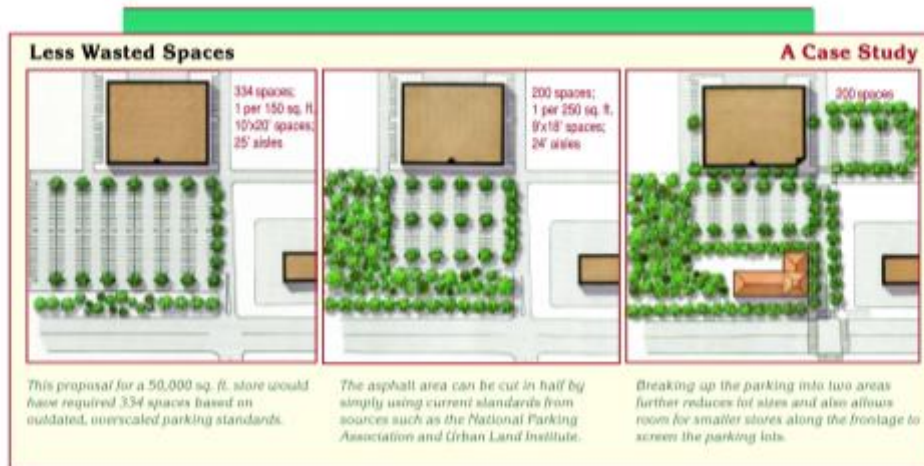 Less Wasted Spaces
A Case Study
334 spaces;
1 per 150 sq. ft.
10'x20' spaces;
25' aisles
200 spaces;
1 per 250 sq. ft.
9'x18' spaces;
24' aisles
200 spaces
This proposal for a 50,000 sq. ft. store would
have required 334 spaces based on
outdated, overscaled parking standards.
The asphalt area can be cut in half by
simply using current standards from
sources such as the National Parking
Association and Urban Land Institute.
Breaking up the parking into two areas
further reduces lot sizes and also allows
room for smaller stores along the frontage to
screen the parking lots.